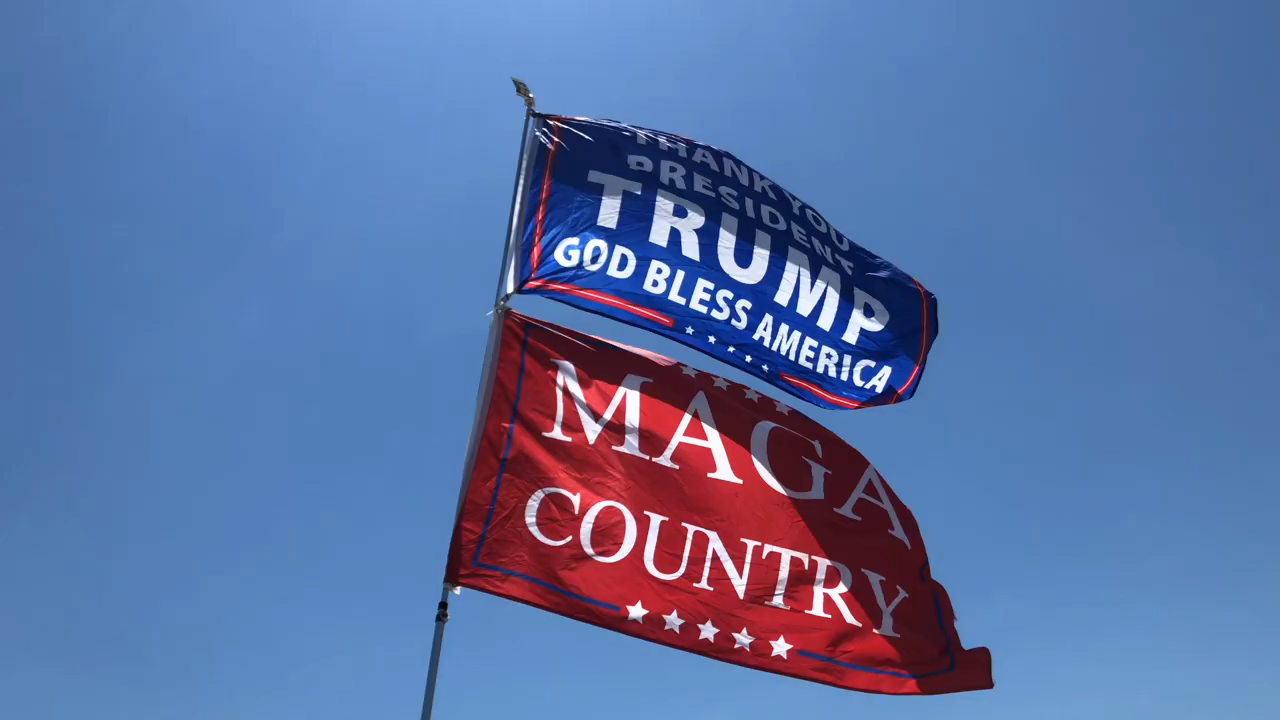 THANK YOU
PRESIDENT
TRUMP
GOD BLESS AMERICA
MAGA
COUNTRY